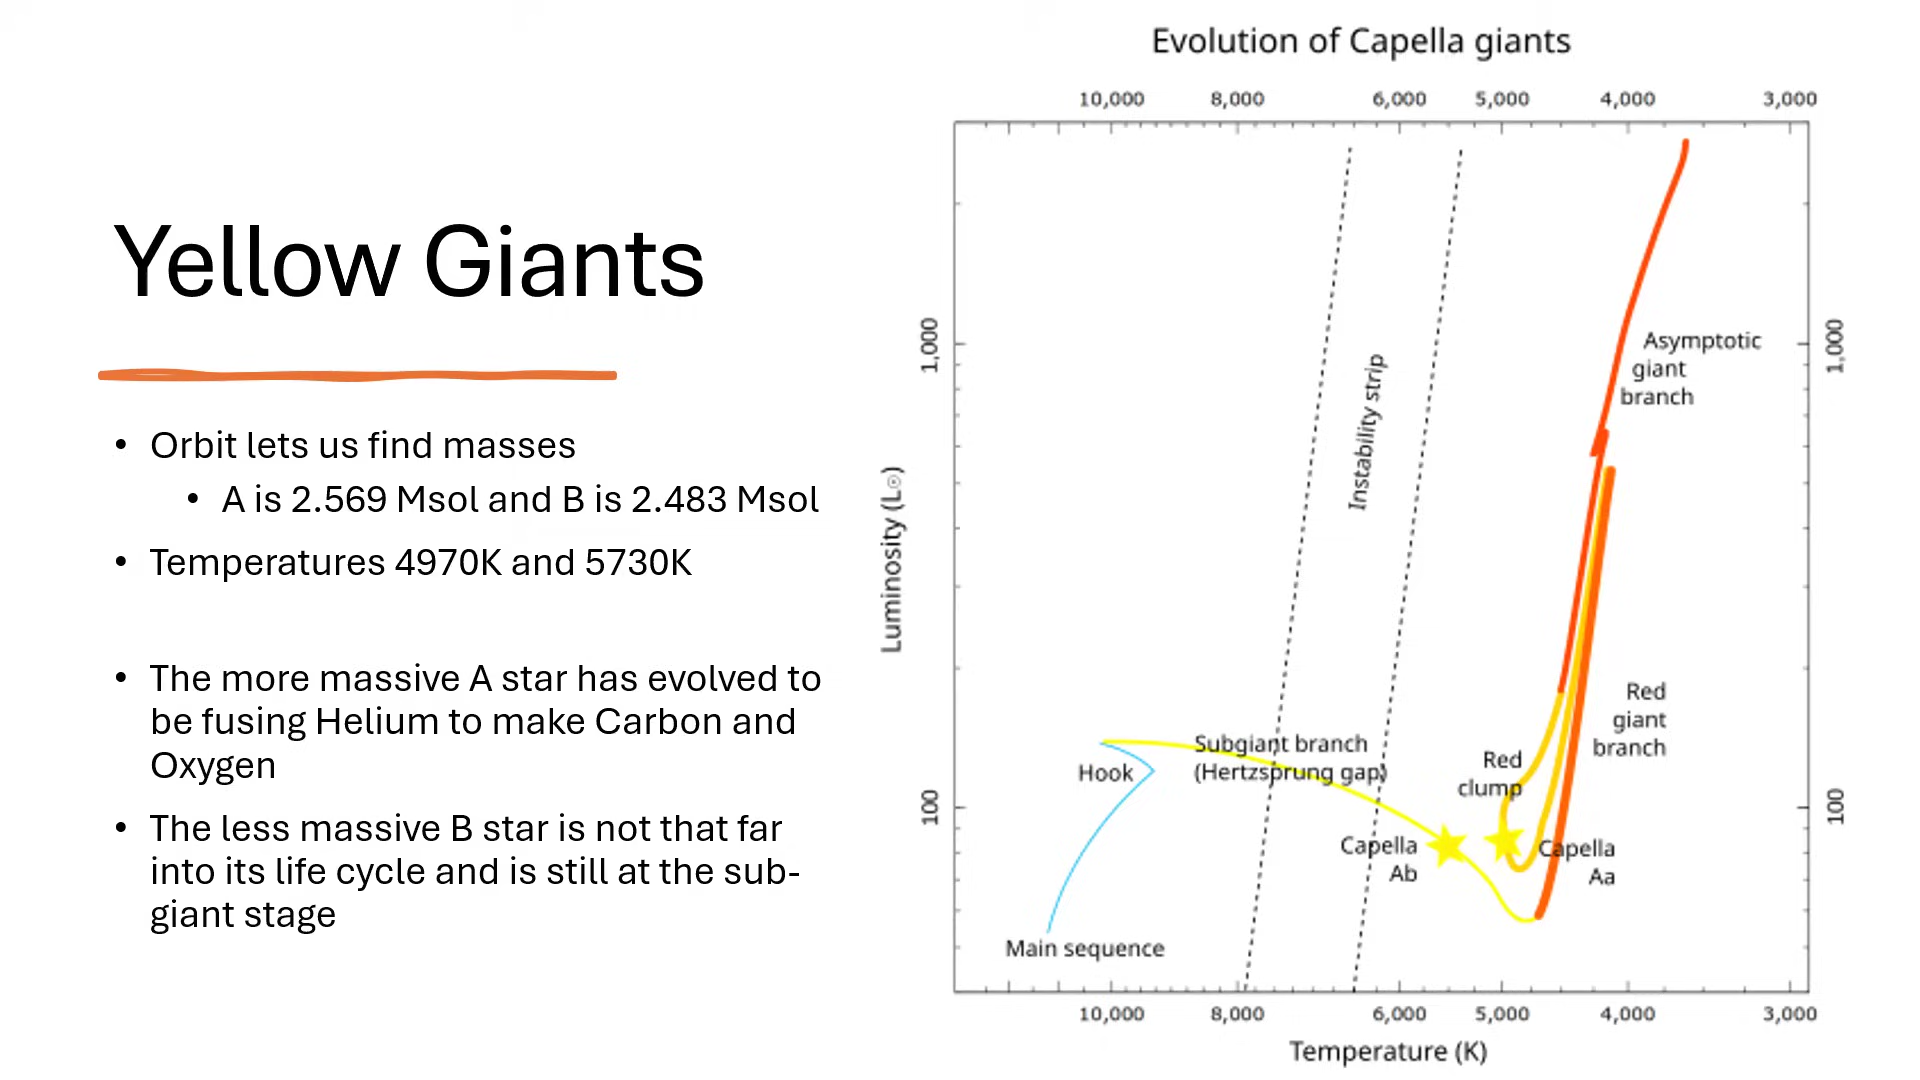 Yellow Giants
• Orbit lets us find masses
• A is 2.569 Msol and B is 2.483 Msol
• Temperatures 4970K and 5730K
• The more massive A star has evolved to
be fusing Helium to make Carbon and
Oxygen
• The less massive B star is not that far
into its life cycle and is still at the sub-
giant stage
Evolution of Capella giants
10,000 8,000 6,000 5,000 4,000 3,000
1,000
1,000
Asymptotic
giant
branch
Instability strip
Luminosity (L☉)
Red
giant
branch
Subgiant branch
(Hertzsprung gap)
Hook
Red
clump
100
100
Capella
Ab
Capella
Aa
Main sequence
10,000 8,000 6,000 5,000 4,000 3,000
Temperature (K)